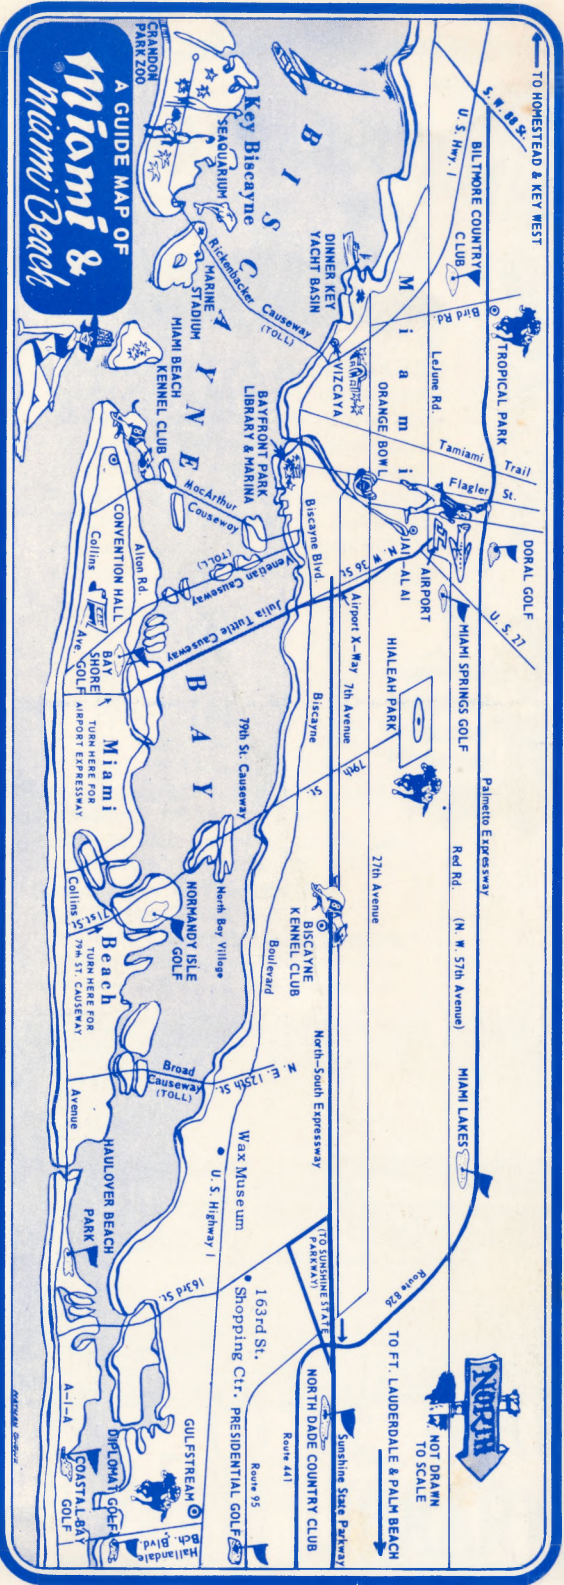 A GUIDE MAP OF
Miami &
Miami Beach
TO HOMESTEAD & KEY WEST
S. W. 88 St.
U. S. Hwy. 1
BILTMORE COUNTRY
CLUB
Bird Rd.
TROPICAL PARK
CRANDON
PARK ZOO
Key Biscayne
SEAQUARIUM
BISCAYNE
BAY
Rickenbacker Causeway
(TOLL)
MARINE
STADIUM
DINNER KEY
YACHT BASIN
VIZCAYA
Miami
LeJune Rd.
ORANGE BOWL
Tamiami Trail
Flagler St.
MIAMI BEACH
KENNEL CLUB
BAYFRONT PARK
LIBRARY & MARINA
MacArthur
Causeway
Biscayne Blvd.
JAI-AL AI
AIRPORT
DORAL GOLF
U. S. 27
N. W. 36 St.
Airport X-Way
CONVENTION HALL
Collins Ave.
Alton Rd.
Venetian Causeway
(TOLL)
Julia Tuttle Causeway
BAY
SHORE
GOLF
MIAMI SPRINGS GOLF
HIALEAH PARK
7th Avenue
Biscayne
79th St.
79th St. Causeway
Miami
TURN HERE FOR
AIRPORT EXPRESSWAY
Palmetto Expressway
Red Rd. (N. W. 57th Avenue)
27th Avenue
North Bay Village
NORMANDY ISLE
GOLF
Collins
71st St.
Beach
TURN HERE FOR
79th ST. CAUSEWAY
BISCAYNE
KENNEL CLUB
Boulevard
North-South Expressway
Broad
Causeway
(TOLL)
N. E. 125th St.
Avenue
MIAMI LAKES
Wax Museum
U. S. Highway 1
HAULOVER BEACH
PARK
163rd St.
163rd St.
Shopping Ctr.
(TO SUNSHINE STATE
PARKWAY)
Route 826
TO FT. LAUDERDALE & PALM BEACH
NORTH
NOT DRAWN
TO SCALE
NORTH DADE COUNTRY CLUB
Sunshine State Parkway
Route 441
Route 95
PRESIDENTIAL GOLF
GULFSTREAM
A-1-A
DIPLOMAT GOLF
COASTAL BAY
GOLF
Hallandale
Bch. Blvd.